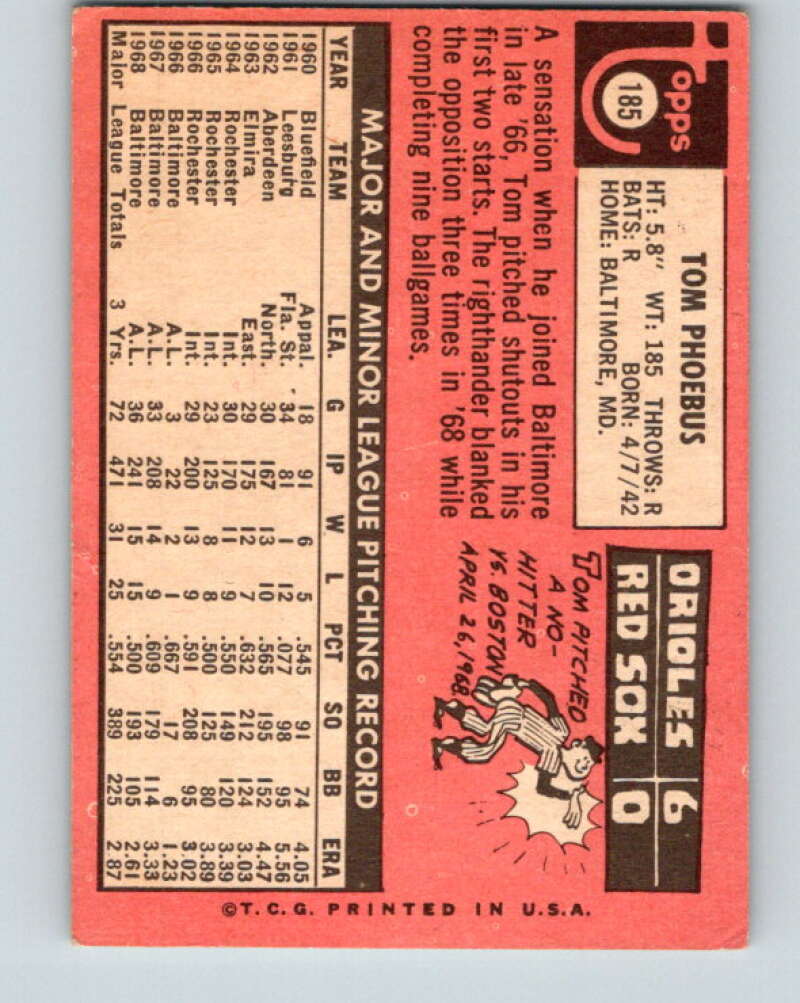 Topps
185
TOM PHOEBUS
HT: 5.8" WT: 185 THROWS: R
BATS: R BORN: 4/7/42
HOME: BALTIMORE, MD.
ORIOLES 6
RED SOX 0
A sensation when he joined Baltimore
in late '66, Tom pitched shutouts in his
first two starts. The righthander blanked
the opposition three times in '68 while
completing nine ballgames.
TOM PITCHED
A NO-
HITTER
VS. BOSTON
APRIL 26, 1968
MAJOR AND MINOR LEAGUE PITCHING RECORD
YEAR TEAM LEA. G IP W L PCT SO BB ERA
1960 Bluefield Appal. 18 91 6 5 .545 91 74 4.05
1961 Leesburg Fla. St. 34 81 1 12 .077 98 95 5.56
1962 Aberdeen North. 30 167 13 10 .565 195 152 4.47
1963 Elmira East. 29 175 12 7 .632 212 124 3.03
1964 Rochester Int. 30 170 11 9 .550 149 120 3.39
1965 Rochester Int. 23 125 8 8 .500 125 80 3.89
1966 Rochester Int. 29 200 13 9 .591 208 95 3.02
1966 Baltimore A.L. 3 22 2 1 .667 17 6 1.23
1967 Baltimore A.L. 33 208 14 9 .609 179 114 3.33
1968 Baltimore A.L. 36 241 15 15 .500 193 105 2.61
Major League Totals 3 Yrs. 72 471 31 25 .554 389 225 2.87
©T.C.G. PRINTED IN U.S.A.